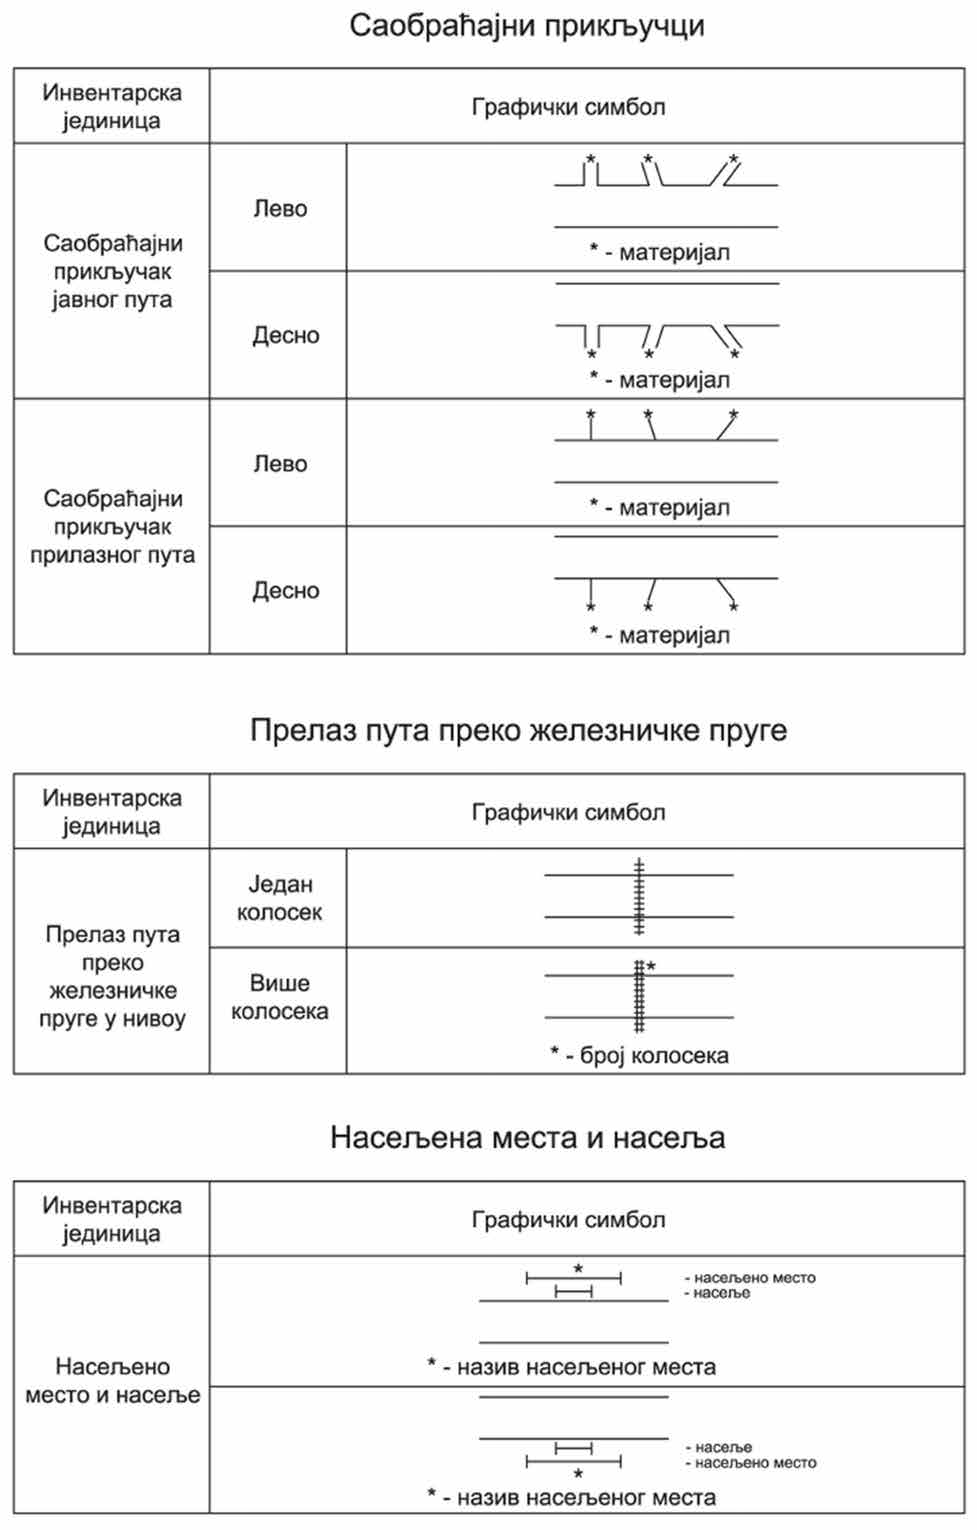 Саобраћајни прикључци
Инвентарска
јединица
Графички символ
Саобраћајни
прикључак
јавног пута
Лево
* * *
* - материјал
Десно
* * *
* - материјал
Саобраћајни
прикључак
прилазног пута
Лево
* * *
* - материјал
Десно
* * *
* - материјал
Прелаз пута преко железничке пруге
Инвентарска
јединица
Графички симбол
Прелаз пута
преко
железничке
пруге у нивоу
Један
колосек
Више
колосека
*
* - број колосека
Насељена места и насеља
Инвентарска
јединица
Графички симбол
Насељено
место и насеље
*
- насељено место
- насеље
* - назив насељеног места
- насеље
- насељено место
*
* - назив насељеног места